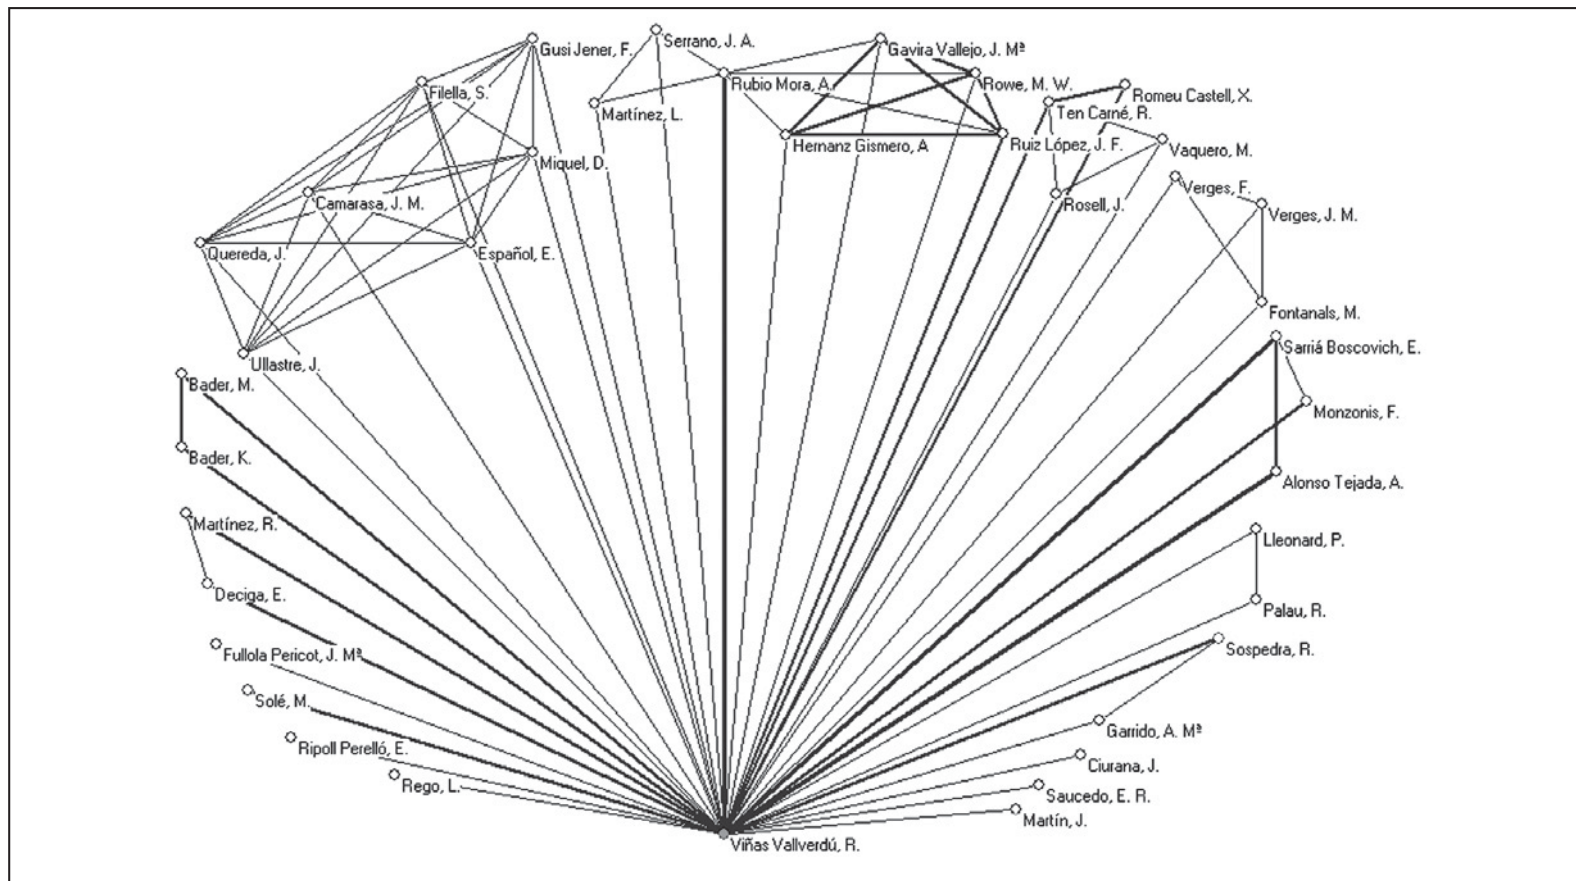 Gusi Jener, F.
Serrano, J. A.
Gavira Vallejo, J. Mª
Filella, S.
Rubio Mora, A.
Rowe, M. W.
Romeu Castell, X.
Martínez, L.
Ten Carné, R.
Hernanz Gismero, A
Ruiz López, J. F.
Vaquero, M.
Miquel, D.
Verges, F.
Camarasa, J. M.
Rosell, J.
Verges, J. M.
Quereda, J.
Español, E.
Fontanals, M.
Ullastre, J.
Sarriá Boscovich, E.
Bader, M.
Monzonis, F.
Bader, K.
Alonso Tejada, A.
Martínez, R.
Lleonard, P.
Deciga, E.
Palau, R.
Fullola Pericot, J. Mª
Sospedra, R.
Solé, M.
Garrido, A. Mª
Ripoll Perelló, E.
Ciurana, J.
Rego, L.
Saucedo, E. R.
Martín, J.
Viñas Vallverdú, R.